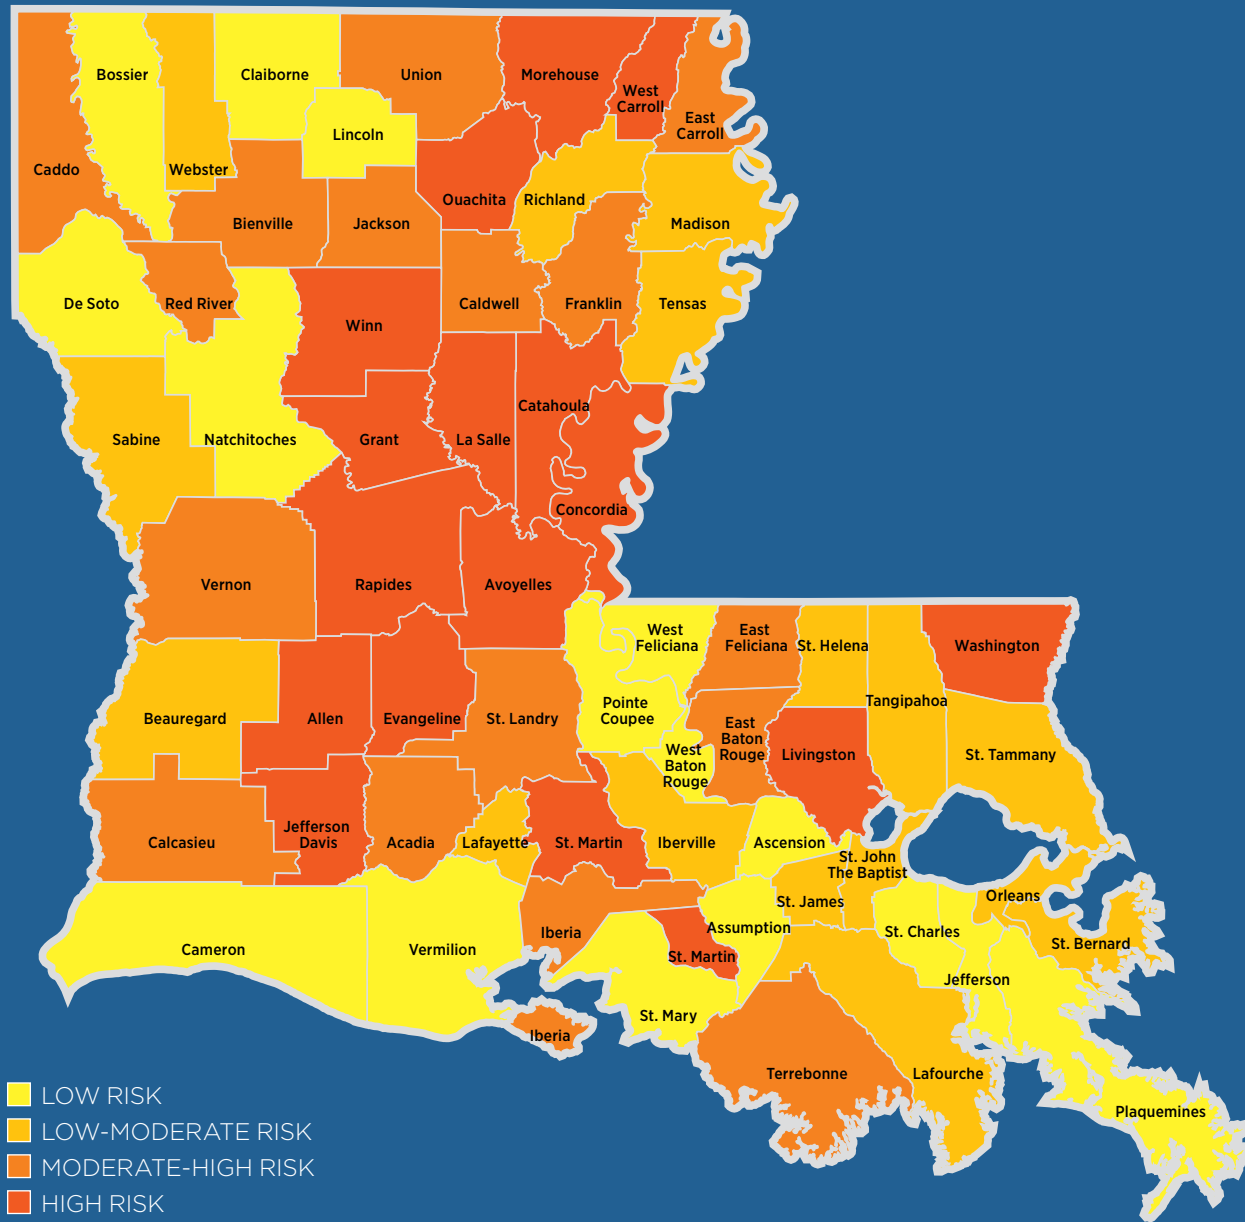 Bossier
Claiborne
Union
Morehouse
West
Carroll
East
Carroll
Lincoln
Caddo
Webster
Ouachita
Richland
Bienville
Jackson
Madison
De Soto
Red River
Caldwell
Franklin
Tensas
Winn
Catahoula
Sabine
Natchitoches
Grant
La Salle
Concordia
Vernon
Rapides
Avoyelles
West
Feliciana
East
Feliciana
St. Helena
Washington
Tangipahoa
Beauregard
Allen
Evangeline
St. Landry
Pointe
Coupee
East
Baton
Rouge
West
Baton
Rouge
Livingston
St. Tammany
Calcasieu
Jefferson
Davis
Acadia
Lafayette
St. Martin
Iberville
Ascension
St. John
The Baptist
St. James
Orleans
Cameron
Vermilion
Iberia
Assumption
St. Martin
St. Charles
St. Bernard
Jefferson
St. Mary
Iberia
Terrebonne
Lafourche
Plaquemines
LOW RISK
LOW-MODERATE RISK
MODERATE-HIGH RISK
HIGH RISK